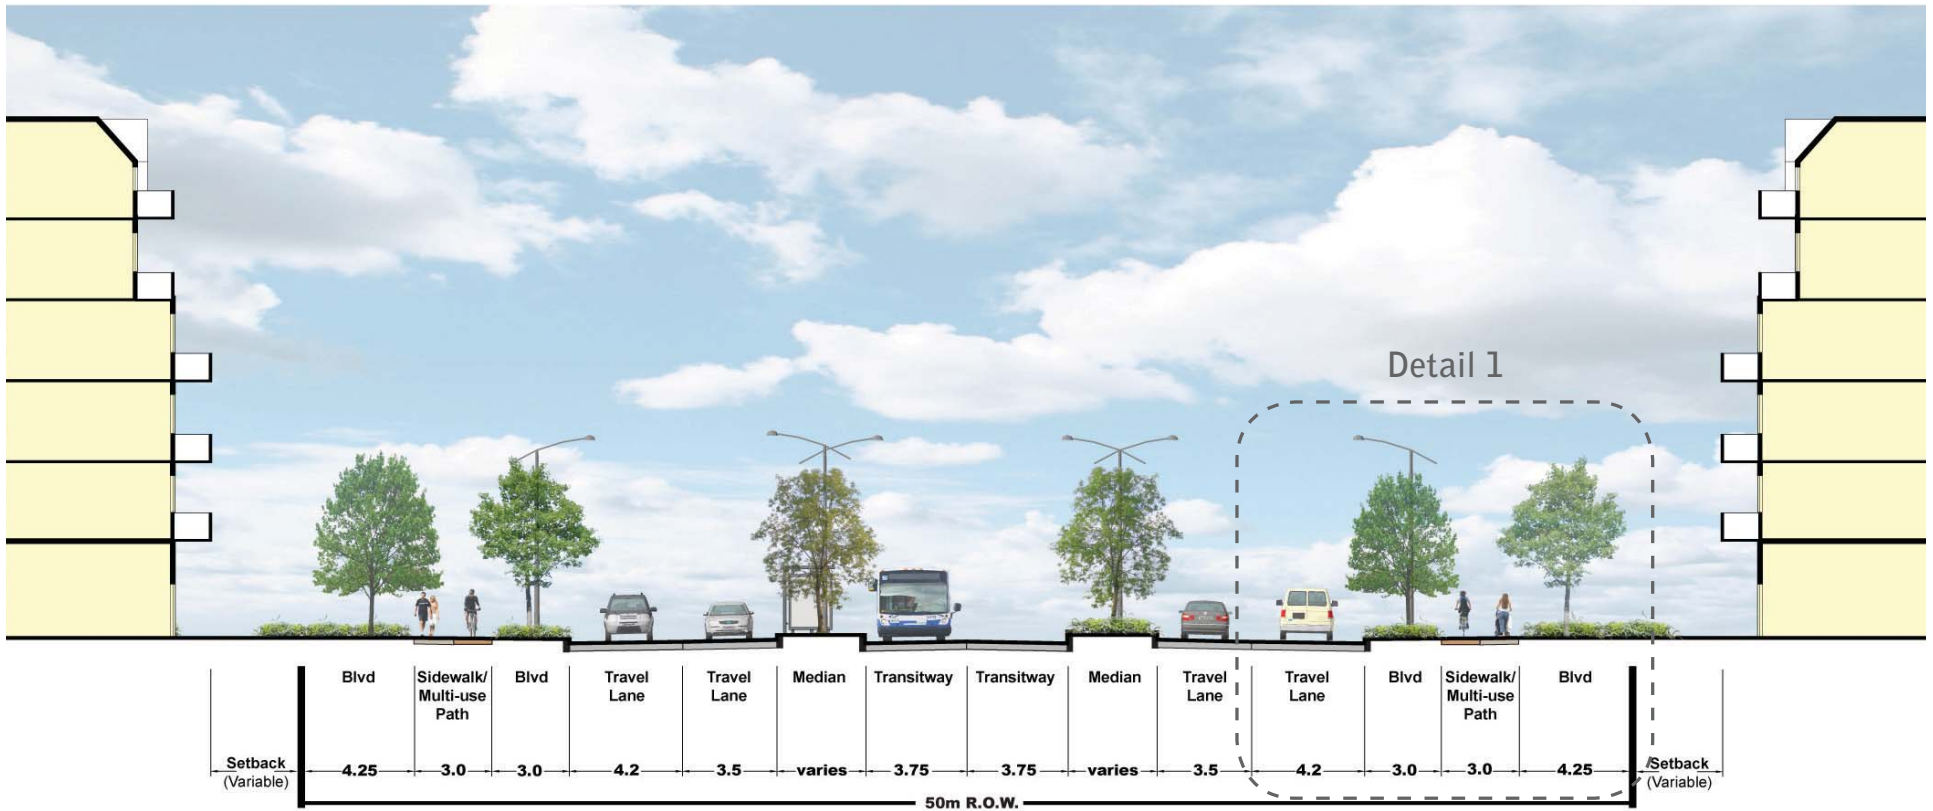 Detail 1
Blvd
Sidewalk/
Multi-use
Path
Blvd
Travel
Lane
Travel
Lane
Median
Transitway
Transitway
Median
Travel
Lane
Travel
Lane
Blvd
Sidewalk/
Multi-use
Path
Blvd
Setback
(Variable)
4.25
3.0
3.0
4.2
3.5
varies
3.75
3.75
varies
3.5
4.2
3.0
3.0
4.25
Setback
(Variable)
50m R.O.W.